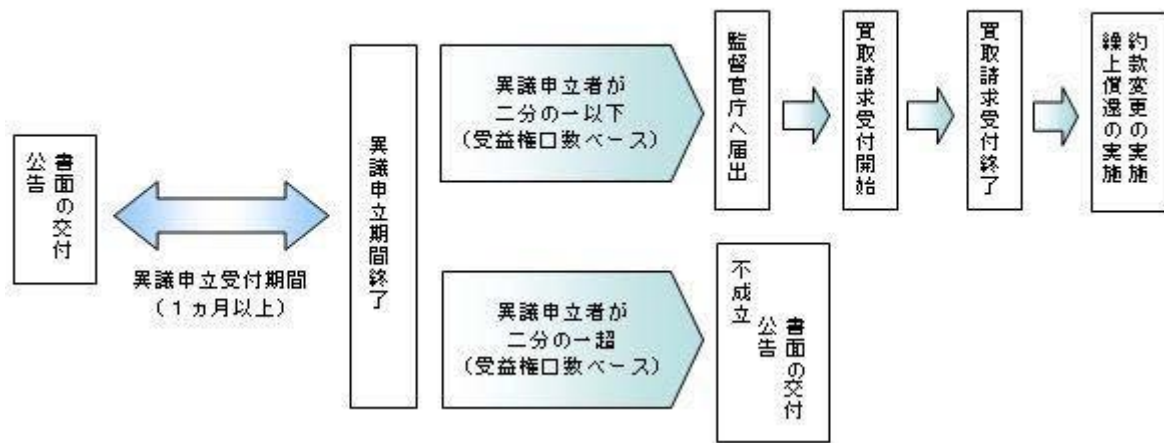 書面の交付
公告
異議申立受付期間
（１ヵ月以上）
異議申立期間終了
異議申立者が
二分の一以下
（受益権口数ベース）
監督官庁へ届出
買取請求受付開始
買取請求受付終了
約款変更の実施
繰上償還の実施
異議申立者が
二分の一超
（受益権口数ベース）
不成立
書面の交付
公告